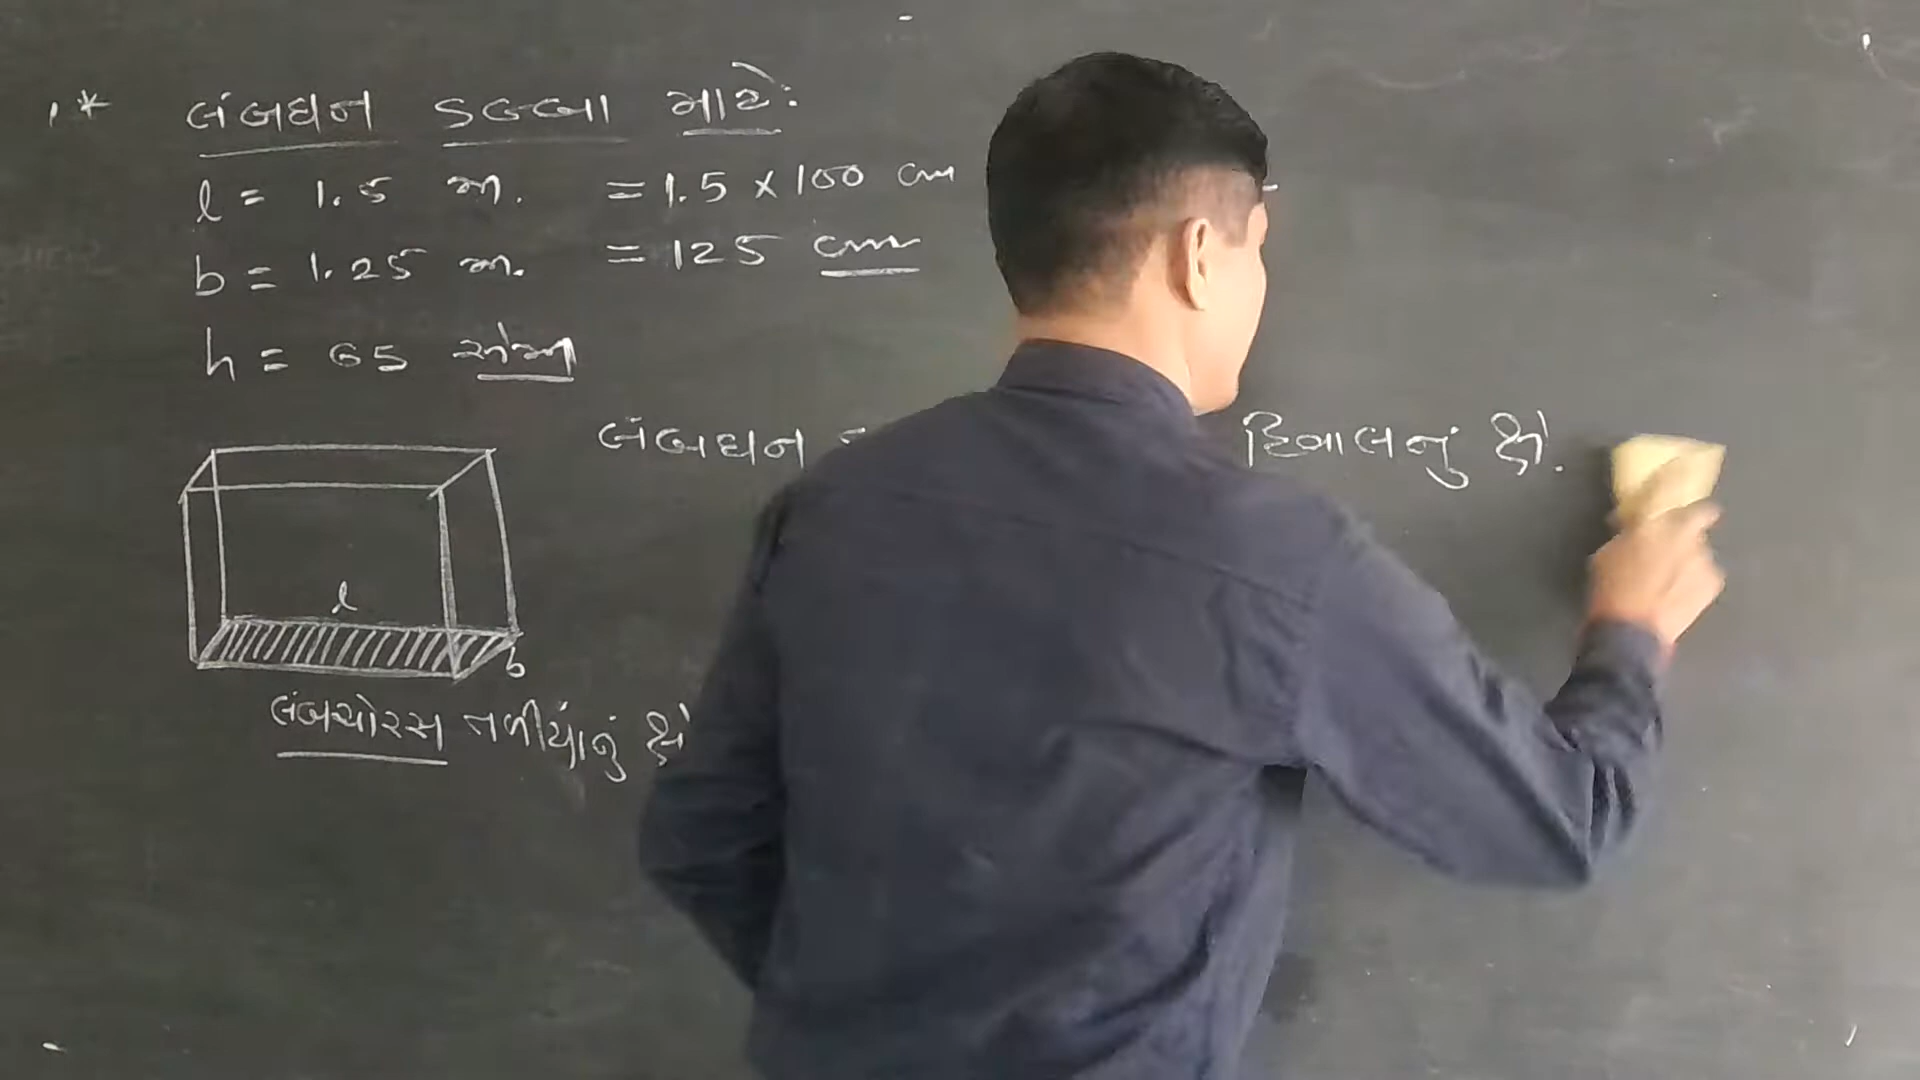 1* લંબઘન ડબ્બા માટે:
l = 1.5 મી. = 1.5 × 100 cm
b = 1.25 મી. = 125 cm
h = 65 સેમી
લંબઘન દિવાલનું ક્ષે.
l
b
લંબચોરસ તળીયાંનું ક્ષે